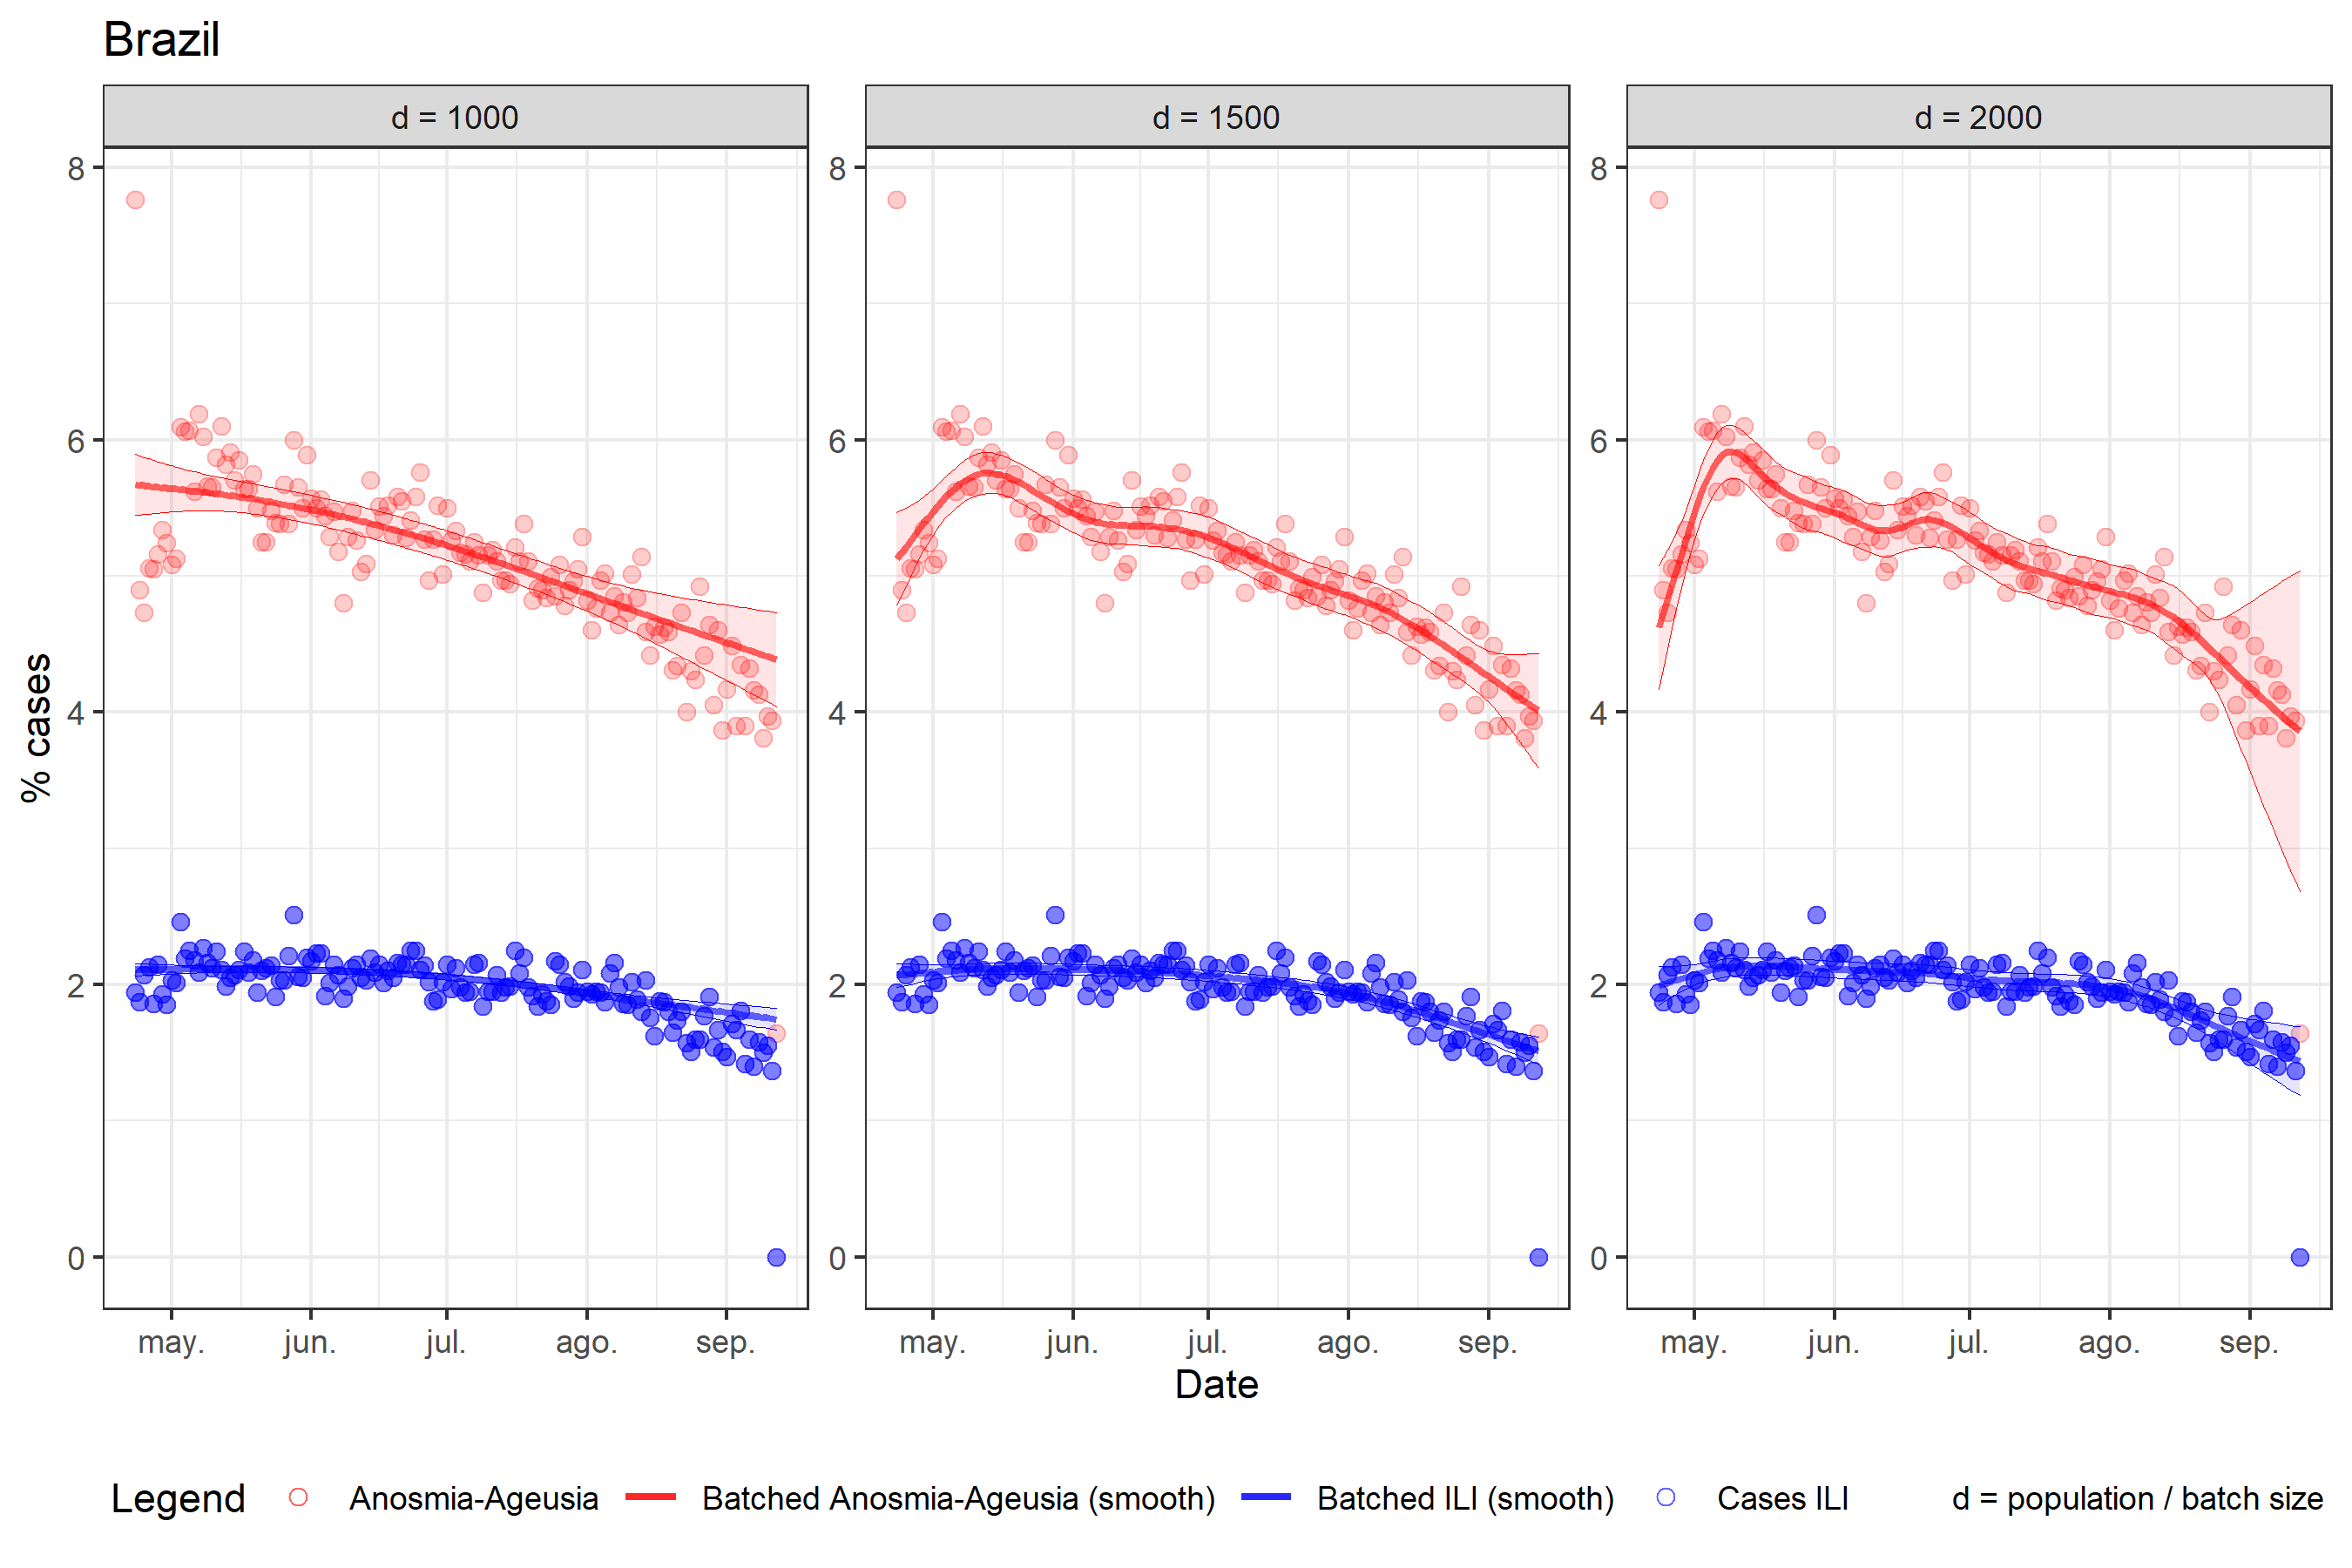 Brazil
d = 1000
d = 1500
d = 2000
8
6
4
2
0
8
6
4
2
0
8
6
4
2
0
% cases
may. jun. jul. ago. sep.
may. jun. jul. ago. sep.
may. jun. jul. ago. sep.
Date
Legend Anosmia-Ageusia Batched Anosmia-Ageusia (smooth) Batched ILI (smooth) Cases ILI d = population / batch size